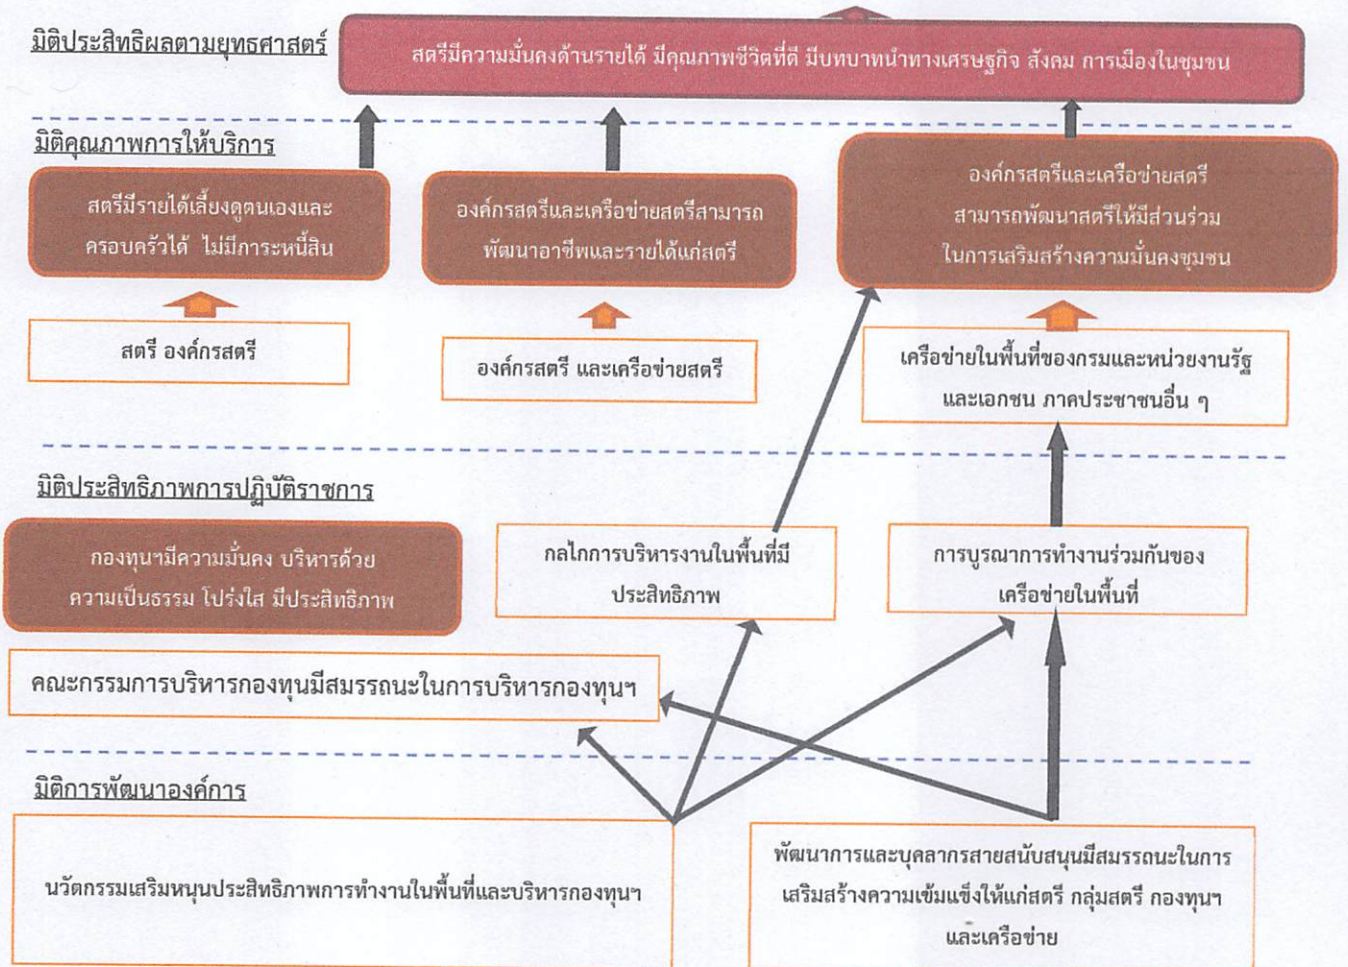 มิติประสิทธิผลตามยุทธศาสตร์
สตรีมีความมั่นคงด้านรายได้ มีคุณภาพชีวิตที่ดี มีบทบาทนำทางเศรษฐกิจ สังคม การเมืองในชุมชน
มิติคุณภาพการให้บริการ
สตรีมีรายได้เลี้ยงดูตนเองและ
ครอบครัวได้ ไม่มีภาระหนี้สิน
องค์กรสตรีและเครือข่ายสตรีสามารถ
พัฒนาอาชีพและรายได้แก่สตรี
องค์กรสตรีและเครือข่ายสตรี
สามารถพัฒนาสตรีให้มีส่วนร่วม
ในการเสริมสร้างความมั่นคงชุมชน
สตรี องค์กรสตรี
องค์กรสตรี และเครือข่ายสตรี
เครือข่ายในพื้นที่ของกรมและหน่วยงานรัฐ
และเอกชน ภาคประชาชนอื่น ๆ
มิติประสิทธิภาพการปฏิบัติราชการ
กองทุนฯมีความมั่นคง บริหารด้วย
ความเป็นธรรม โปร่งใส มีประสิทธิภาพ
กลไกการบริหารงานในพื้นที่มี
ประสิทธิภาพ
การบูรณาการทำงานร่วมกันของ
เครือข่ายในพื้นที่
คณะกรรมการบริหารกองทุนมีสมรรถนะในการบริหารกองทุนฯ
มิติการพัฒนาองค์การ
นวัตกรรมเสริมหนุนประสิทธิภาพการทำงานในพื้นที่และบริหารกองทุนฯ
พัฒนาการและบุคลากรสายสนับสนุนมีสมรรถนะในการ
เสริมสร้างความเข้มแข็งให้แก่สตรี กลุ่มสตรี กองทุนฯ
และเครือข่าย